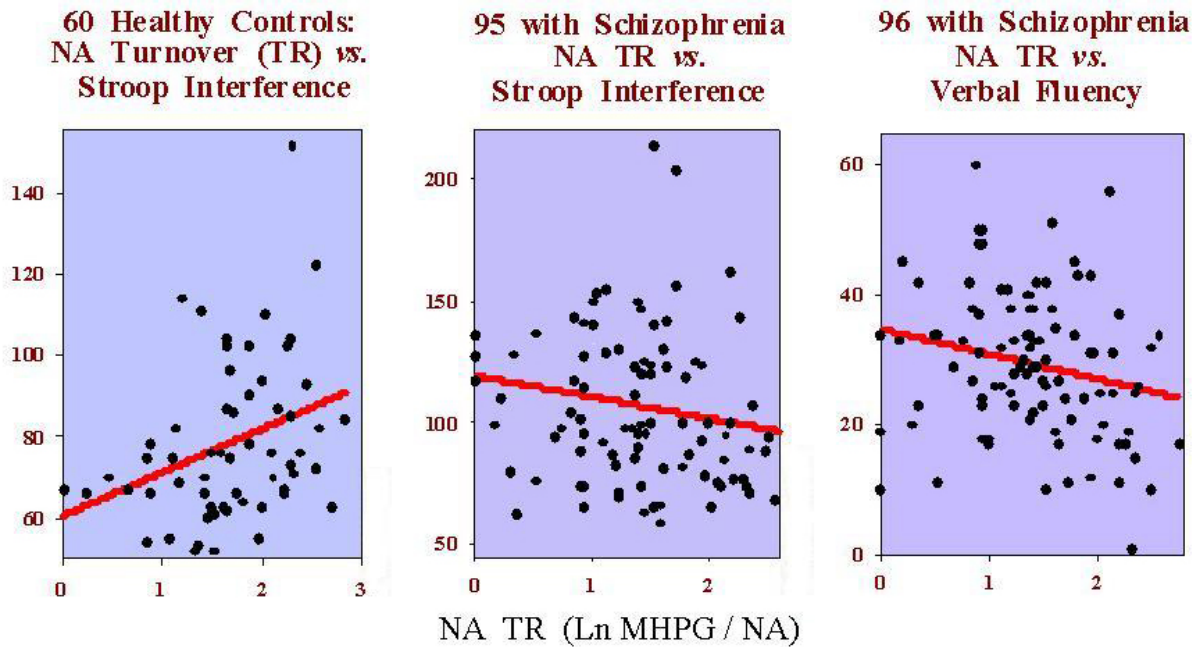 60 Healthy Controls:
NA Turnover (TR) vs.
Stroop Interference
95 with Schizophrenia
NA TR vs.
Stroop Interference
96 with Schizophrenia
NA TR vs.
Verbal Fluency
140
120
100
80
60
0 1 2 3
200
150
100
50
0 1 2
60
40
20
0
0 1 2
NA TR (Ln MHPG / NA)